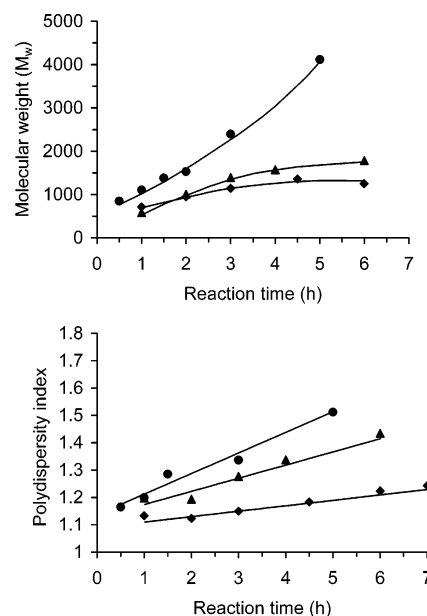 5000
4000
3000
2000
1000
0
Molecular weight (Mw)
0 1 2 3 4 5 6 7
Reaction time (h)
1.8
1.7
1.6
1.5
1.4
1.3
1.2
1.1
1
Polydispersity index
0 1 2 3 4 5 6 7
Reaction time (h)